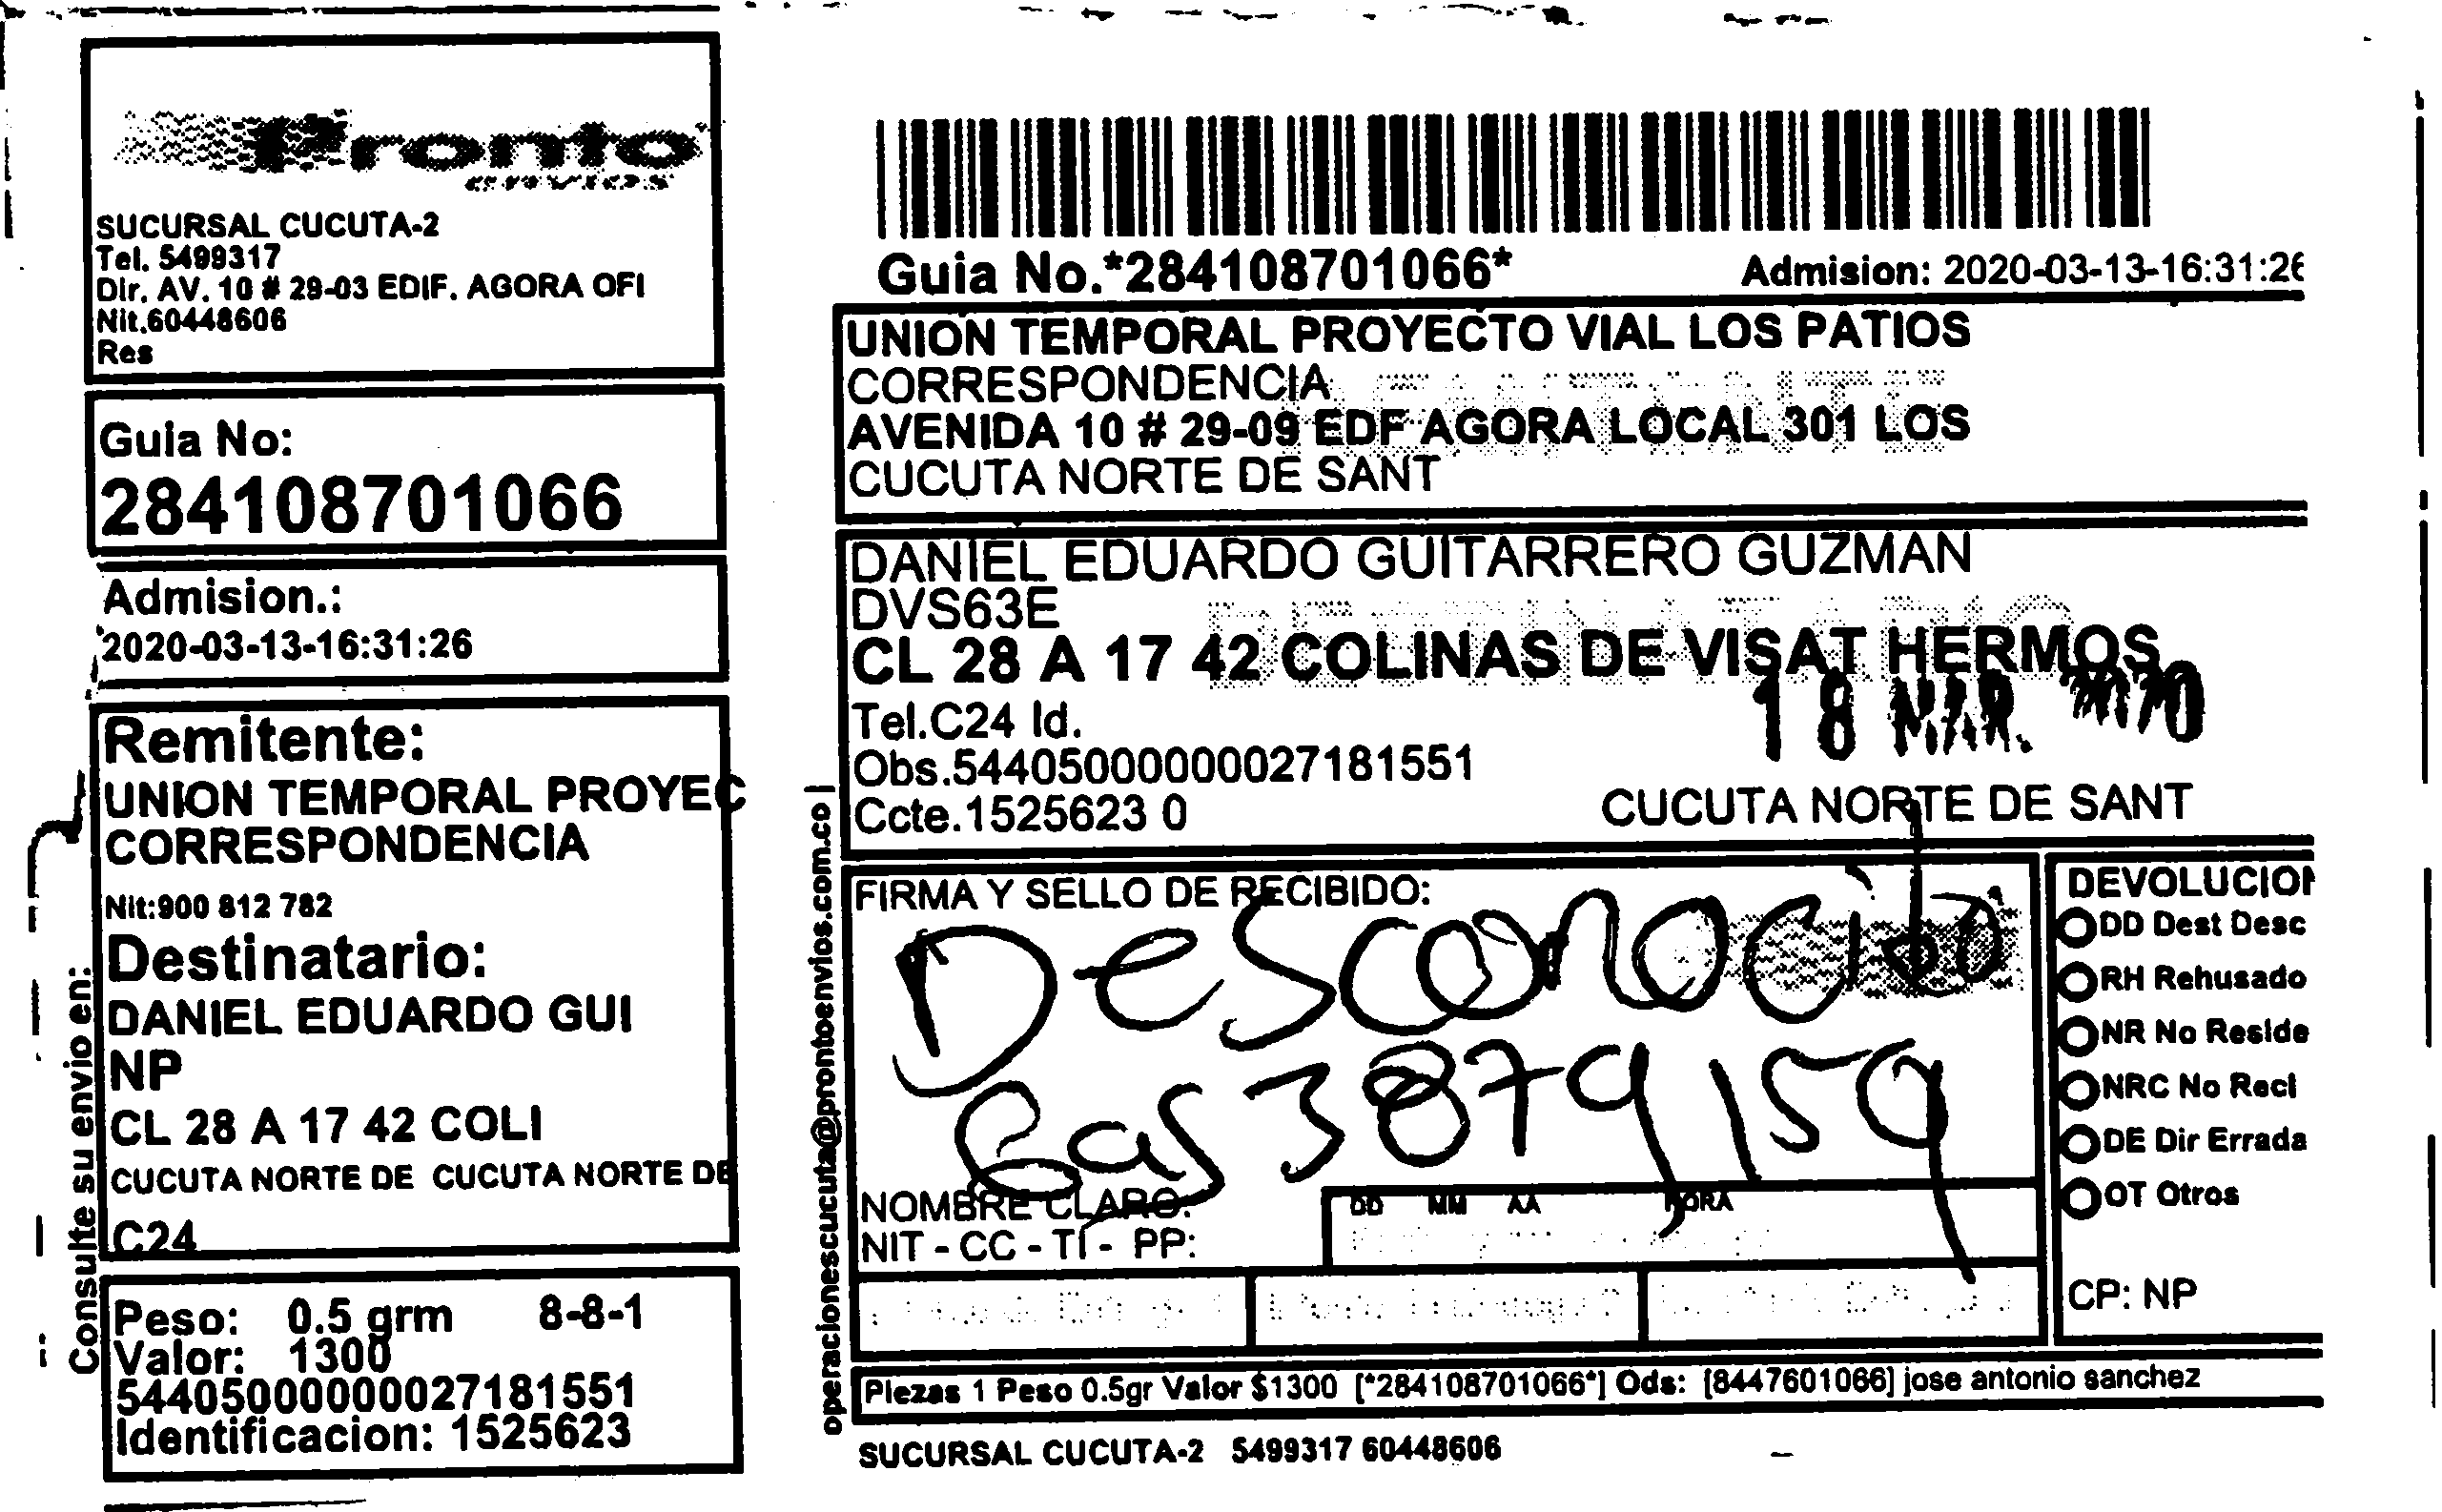 Pronto
envios
SUCURSAL CUCUTA-2
Tel. 5499317
Dir. AV. 10 # 29-03 EDIF. AGORA OFI
Nit.60448606
Res
Guia No:
284108701066
Admision.:
2020-03-13-16:31:26
Remitente:
UNION TEMPORAL PROYEC
CORRESPONDENCIA
Nit:900 812 782
Destinatario:
DANIEL EDUARDO GUI
NP
CL 28 A 17 42 COLI
CUCUTA NORTE DE CUCUTA NORTE DE
C24
Peso: 0.5 grm 8-8-1
Valor: 1300
544050000000027181551
Identificacion: 1525623
Consulte su envio en:
operacionescucuta@prontoenvios.com.co |
Guia No.*284108701066*
Admision: 2020-03-13-16:31:26
UNION TEMPORAL PROYECTO VIAL LOS PATIOS
CORRESPONDENCIA
AVENIDA 10 # 29-09 EDF AGORA LOCAL 301 LOS
CUCUTA NORTE DE SANT
DANIEL EDUARDO GUITARRERO GUZMAN
DVS63E
DESTINATARIO
CL 28 A 17 42 COLINAS DE VISAT HERMOS
Tel.C24 Id.
18 MAR.
Obs.544050000000027181551
Ccte.1525623 0
CUCUTA NORTE DE SANT
FIRMA Y SELLO DE RECIBIDO:
Desconocido
3879159
NOMBRE CLARO:
DD MM AA HORA
NIT - CC - TI - PP:
DEVOLUCION
DD Dest Desc
RH Rehusado
NR No Reside
NRC No Recl
DE Dir Errada
OT Otros
CP: NP
Piezas 1 Peso 0.5gr Valor $1300 [*284108701066*] Ods: [8447601066] jose antonio sanchez
SUCURSAL CUCUTA-2 5499317 60448606